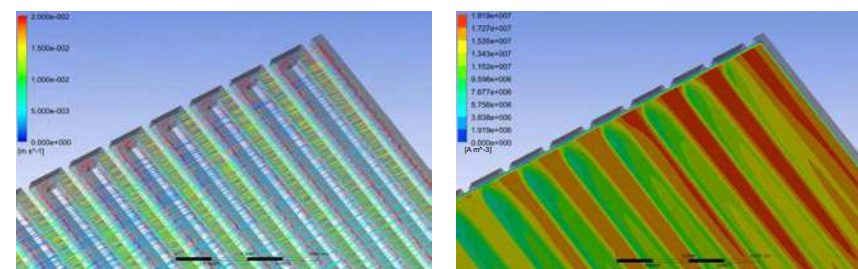 2.000e-002
1.500e-002
1.000e-002
5.000e-003
0.000e+000
[m s^-1]
1.919e+007
1.727e+007
1.535e+007
1.343e+007
1.152e+007
9.596e+006
7.677e+006
5.758e+006
3.838e+006
1.919e+006
0.000e+000
[A m^-3]